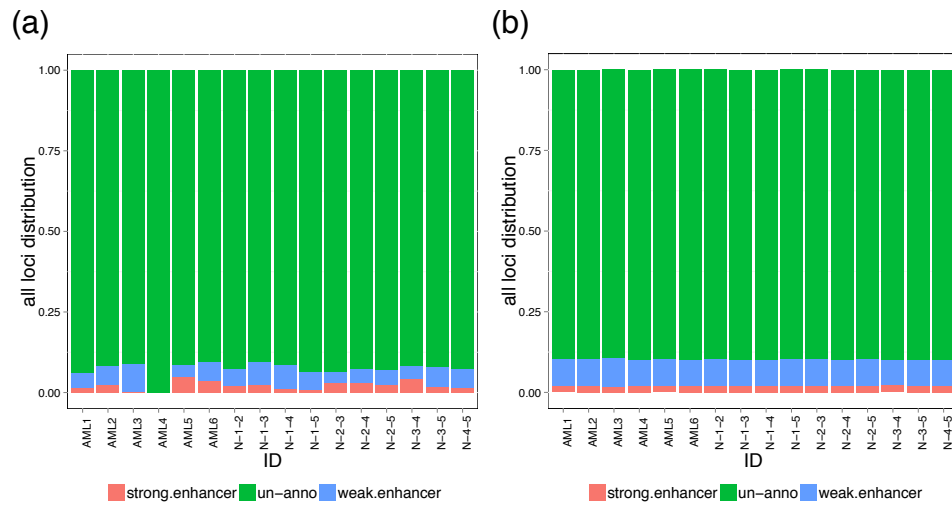 (a)
all loci distribution
1.00
0.75
0.50
0.25
0.00
AML1
AML2
AML3
AML4
AML5
AML6
N-1-2
N-1-3
N-1-4
N-1-5
N-2-3
N-2-4
N-2-5
N-3-4
N-3-5
N-4-5
ID
strong.enhancer un-anno weak.enhancer
(b)
all loci distribution
1.00
0.75
0.50
0.25
0.00
AML1
AML2
AML3
AML4
AML5
AML6
N-1-2
N-1-3
N-1-4
N-1-5
N-2-3
N-2-4
N-2-5
N-3-4
N-3-5
N-4-5
ID
strong.enhancer un-anno weak.enhancer